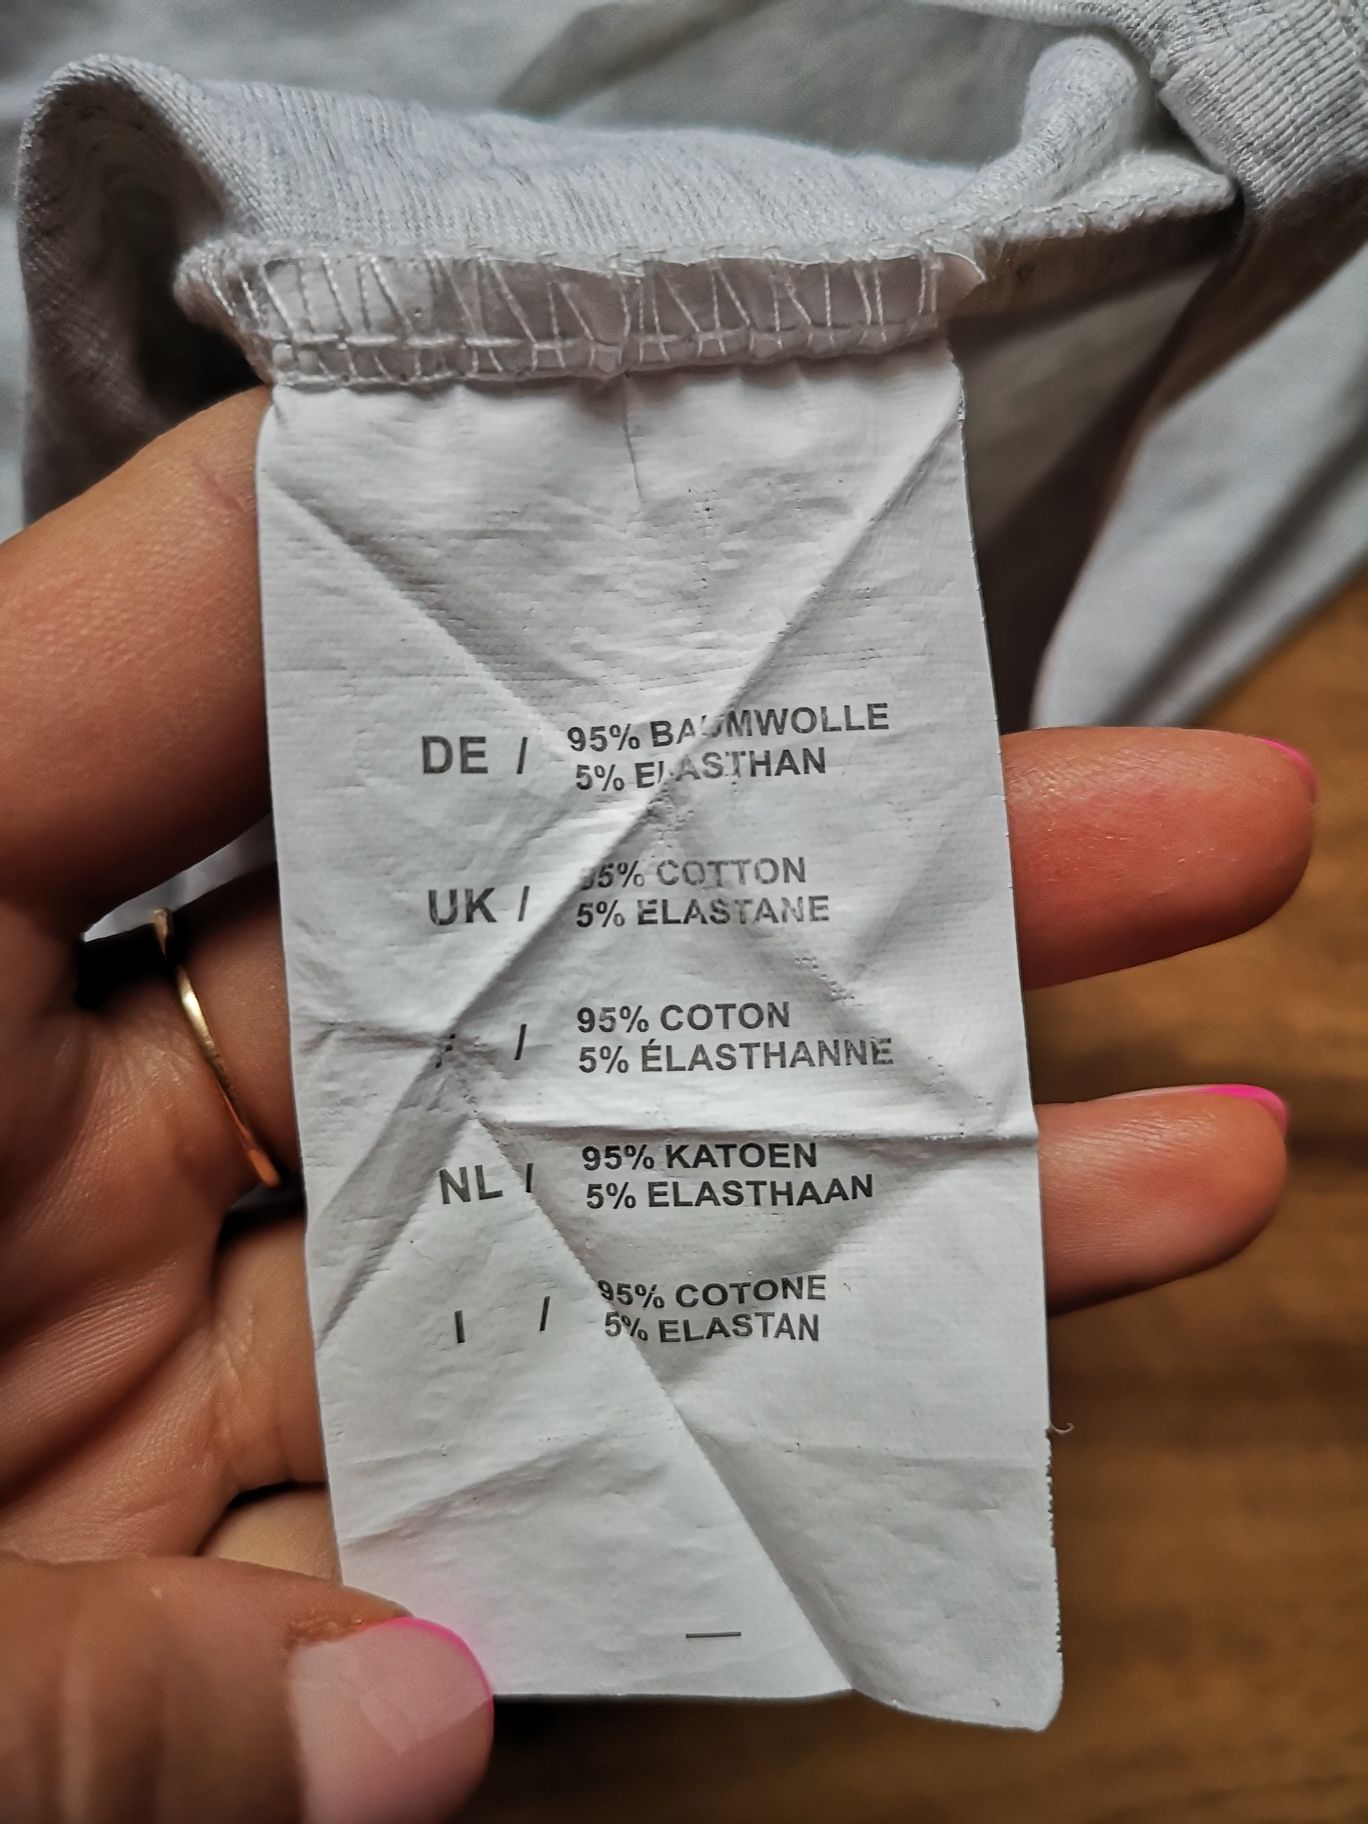 DE / 95% BAUMWOLLE
5% ELASTHAN
UK / 95% COTTON
5% ELASTANE
/ 95% COTON
5% ÉLASTHANNE
NL / 95% KATOEN
5% ELASTHAAN
I / 95% COTONE
5% ELASTAN